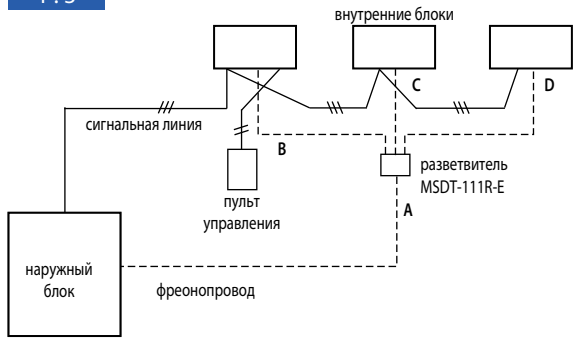 внутренние блоки
C
D
сигнальная линия
B
разветвитель
MSDT-111R-E
пульт
управления
A
наружный
блок
фреонопровод